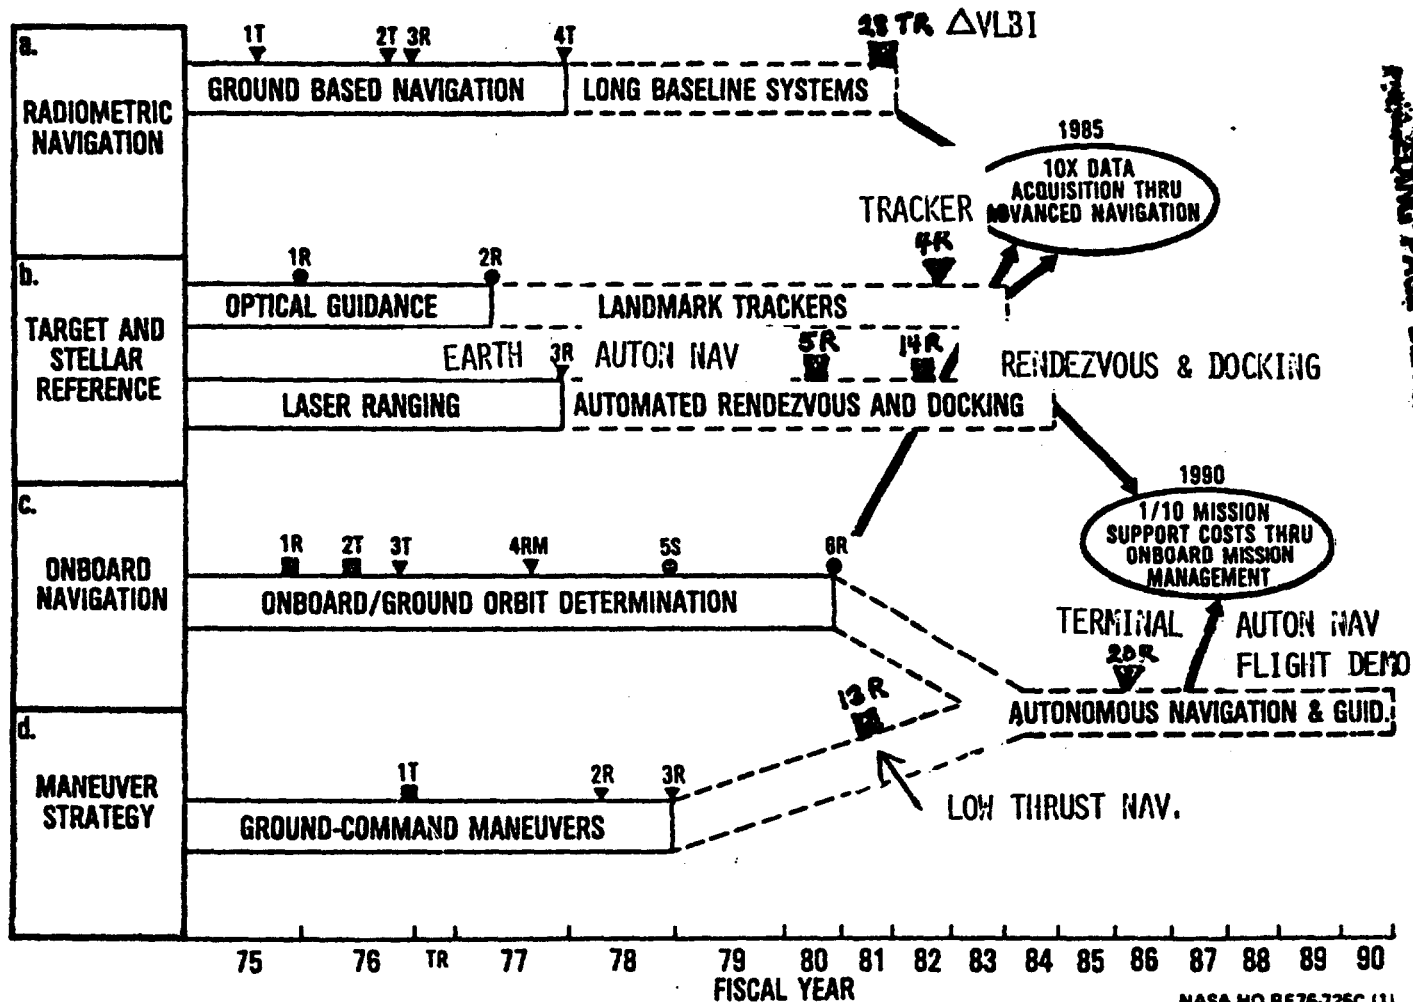 28 TR ΔVLBI
a.
1T
2T 3R
4T
GROUND BASED NAVIGATION
LONG BASELINE SYSTEMS
RADIOMETRIC
NAVIGATION
1985
10X DATA
ACQUISITION THRU
ADVANCED NAVIGATION
TRACKER
4R
b.
1R
2R
OPTICAL GUIDANCE
LANDMARK TRACKERS
TARGET AND
STELLAR
REFERENCE
EARTH
3R
AUTON NAV
5R
14R
RENDEZVOUS & DOCKING
LASER RANGING
AUTOMATED RENDEZVOUS AND DOCKING
1990
1/10 MISSION
SUPPORT COSTS THRU
ONBOARD MISSION
MANAGEMENT
c.
1R
2T
3T
4RM
5S
6R
ONBOARD
NAVIGATION
ONBOARD/GROUND ORBIT DETERMINATION
TERMINAL
20R
AUTON NAV
FLIGHT DEMO
13R
AUTONOMOUS NAVIGATION & GUID.
d.
1T
2R
3R
MANEUVER
STRATEGY
GROUND-COMMAND MANEUVERS
LOW THRUST NAV.
75 76 TR 77 78 79 80 81 82 83 84 85 86 87 88 89 90
FISCAL YEAR
NASA HQ RE76-726C (1)